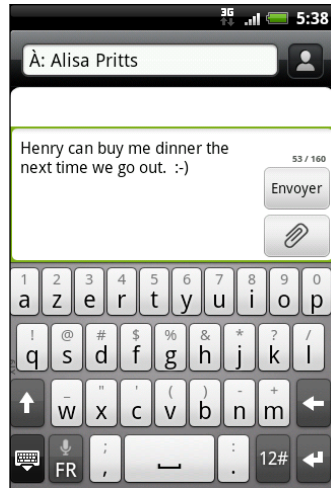 3G 5:38
À: Alisa Pritts
Henry can buy me dinner the
next time we go out. :-)
53 / 160
Envoyer
1 2 3 4 5 6 7 8 9 0
a z e r t y u i o p
! @ # $ % & * ? /
q s d f g h j k l
_ " ' ( ) - +
w x c v b n m
FR ; , : . 12#